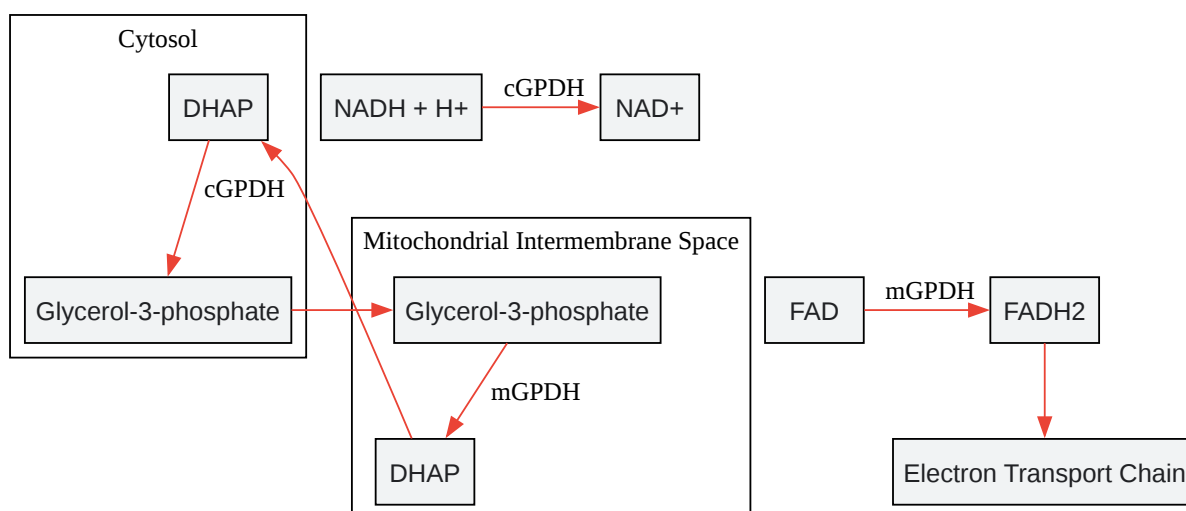 Cytosol
DHAP
NADH + H+
cGPDH
NAD+
cGPDH
Mitochondrial Intermembrane Space
Glycerol-3-phosphate
Glycerol-3-phosphate
FAD
mGPDH
FADH2
mGPDH
DHAP
Electron Transport Chain